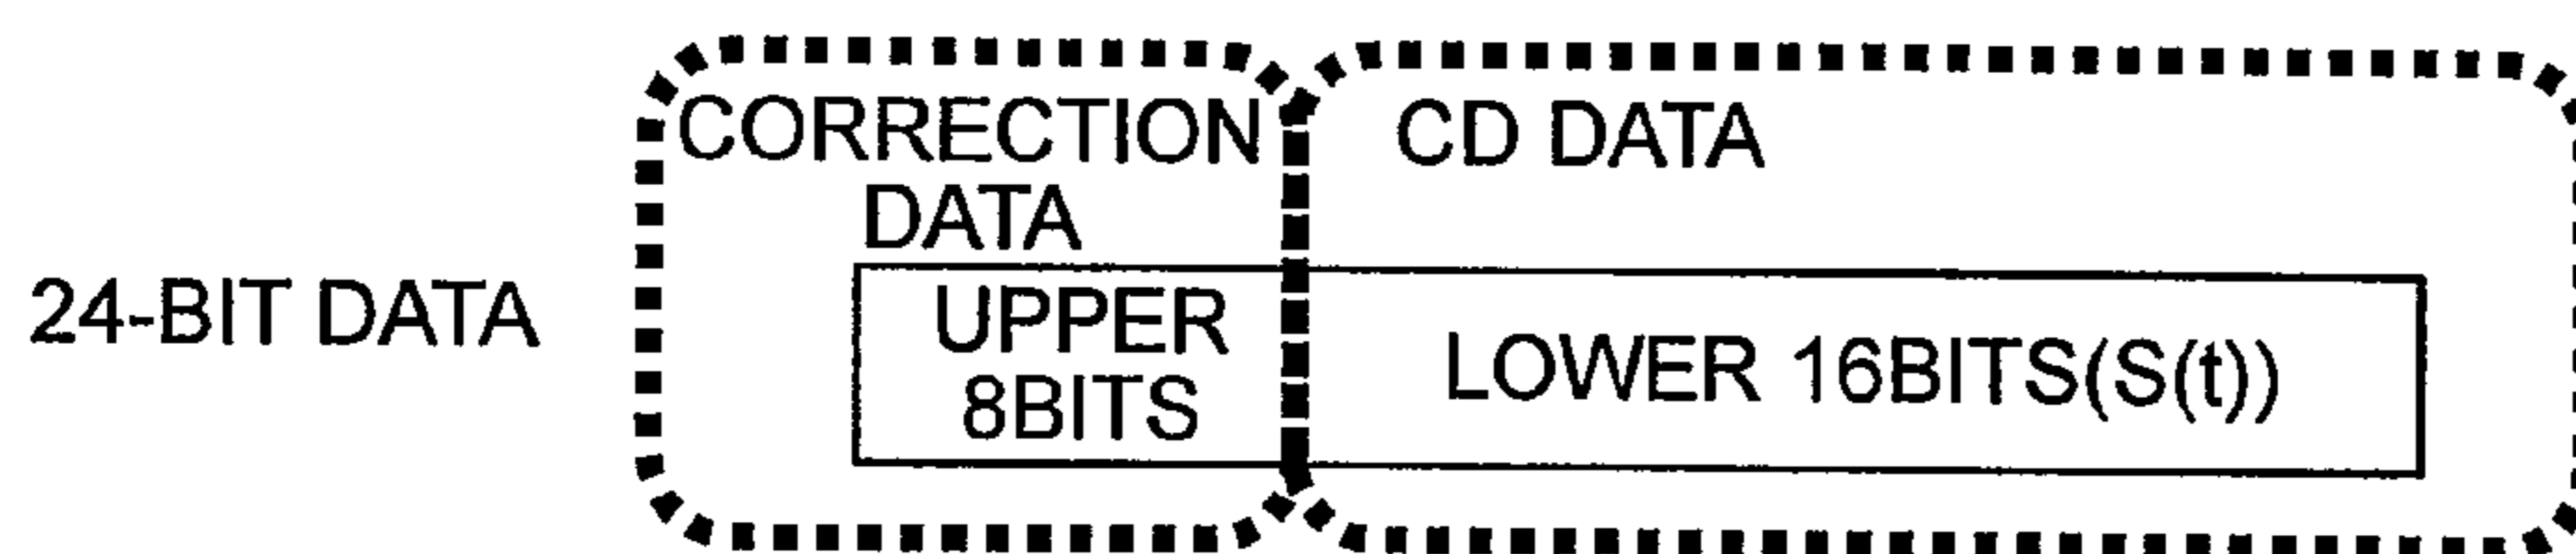 CORRECTION
DATA
CD DATA
24-BIT DATA
UPPER
8BITS
LOWER 16BITS(S(t))